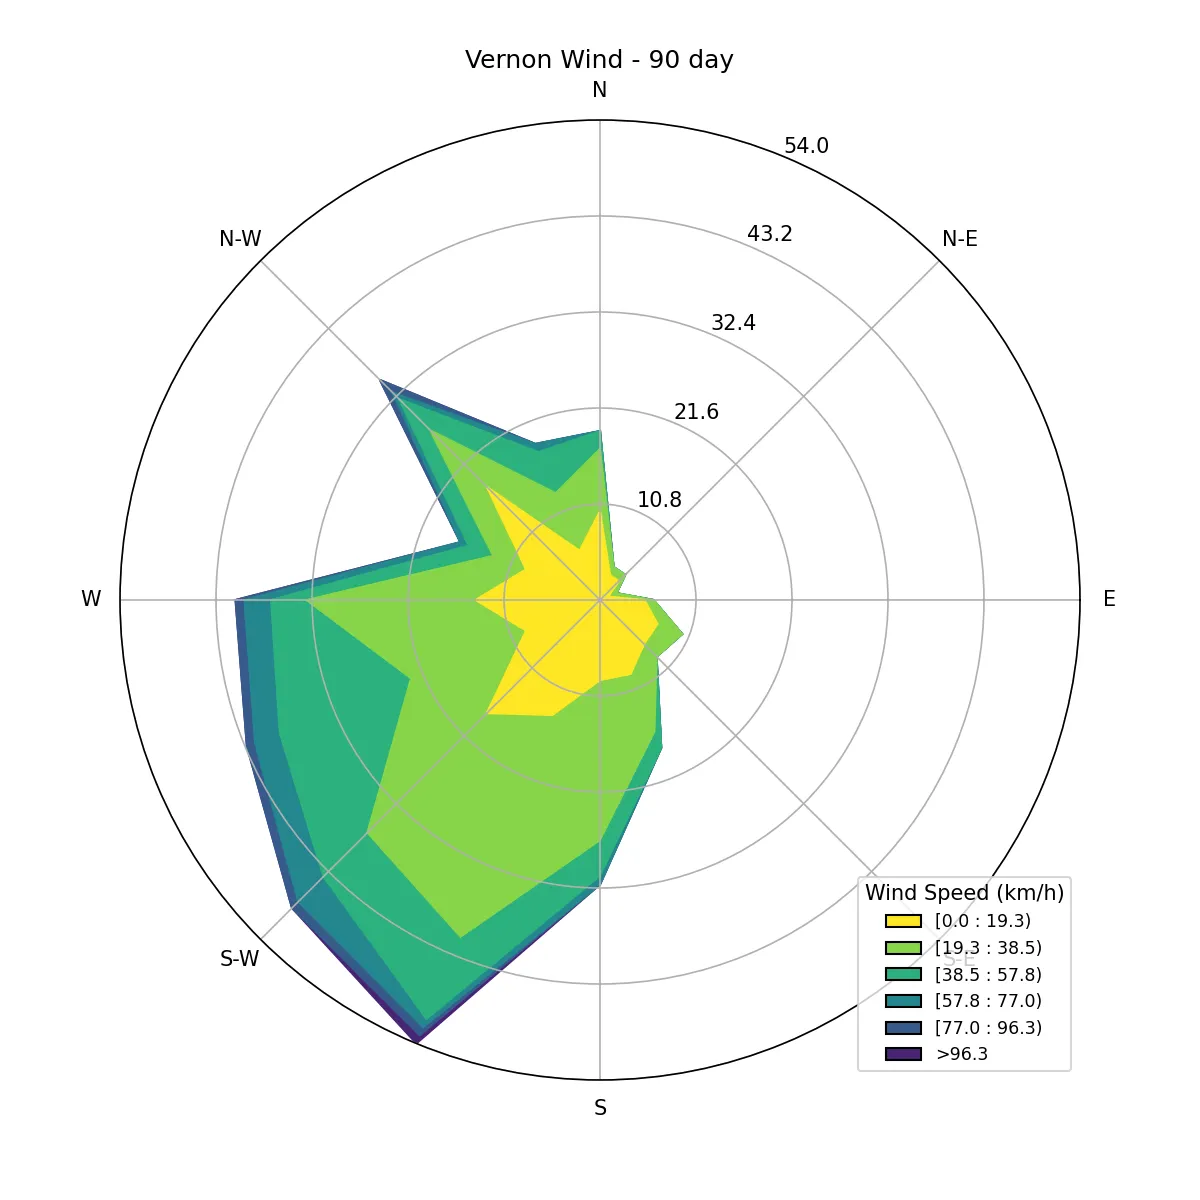 Vernon Wind - 90 day
N
54.0
N-W
43.2
N-E
32.4
21.6
10.8
W
E
S-W
S-E
S
Wind Speed (km/h)
[0.0 : 19.3)
[19.3 : 38.5)
[38.5 : 57.8)
[57.8 : 77.0)
[77.0 : 96.3)
>96.3